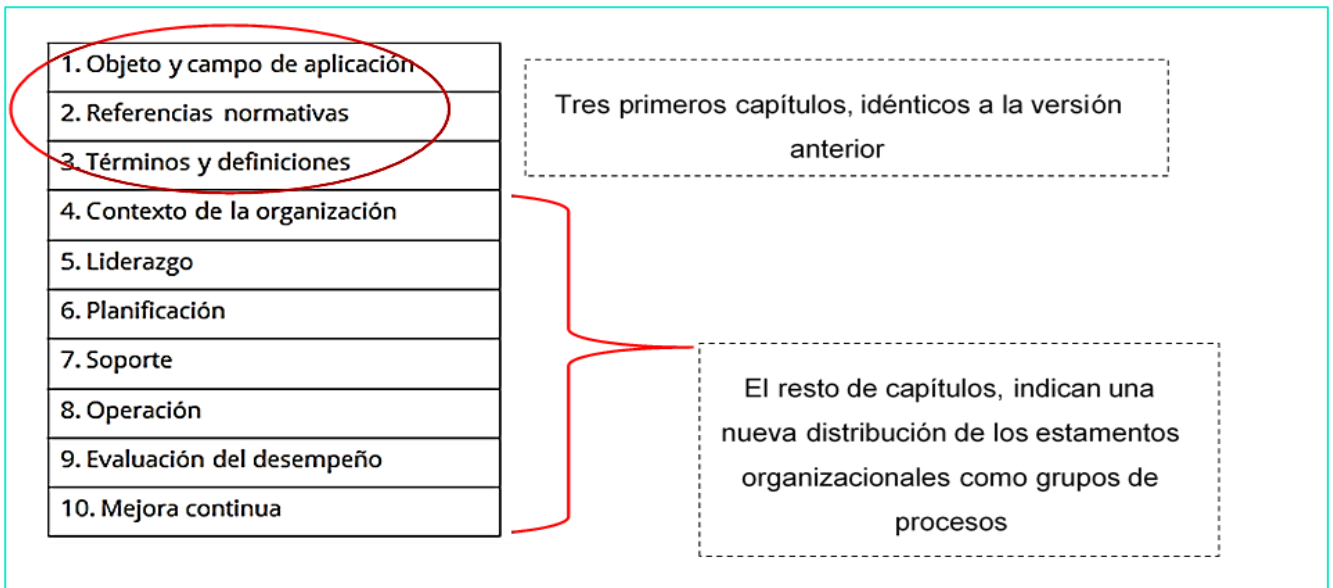 1. Objeto y campo de aplicación
2. Referencias normativas
3. Términos y definiciones
4. Contexto de la organización
5. Liderazgo
6. Planificación
7. Soporte
8. Operación
9. Evaluación del desempeño
10. Mejora continua
Tres primeros capítulos, idénticos a la versión
anterior
El resto de capítulos, indican una
nueva distribución de los estamentos
organizacionales como grupos de
procesos